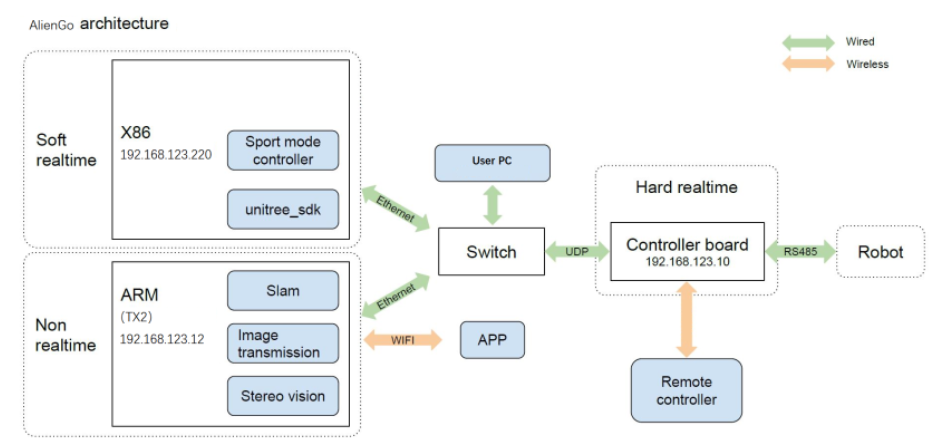 AlienGo architecture
Wired
Wireless
Soft
realtime
X86
192.168.123.220
Sport mode
controller
unitree_sdk
Ethernet
User PC
Switch
UDP
Hard realtime
Controller board
192.168.123.10
RS485
Robot
Non
realtime
ARM
(TX2)
192.168.123.12
Slam
Image
transmission
Stereo vision
Ethernet
WIFI
APP
Remote
controller